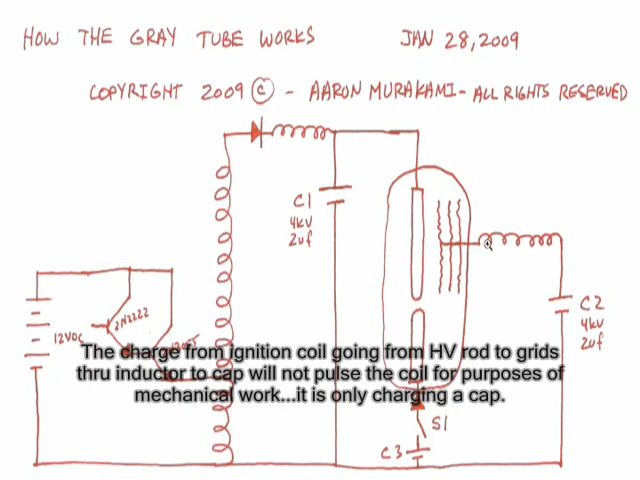 HOW THE GRAY TUBE WORKS JAN 28, 2009
COPYRIGHT 2009 © - AARON MURAKAMI - ALL RIGHTS RESERVED
C1
4KV
2uf
2N2222
12VDC
C2
4KV
2uf
The charge from ignition coil going from HV rod to grids
thru inductor to cap will not pulse the coil for purposes of
mechanical work...it is only charging a cap.
S1
C3